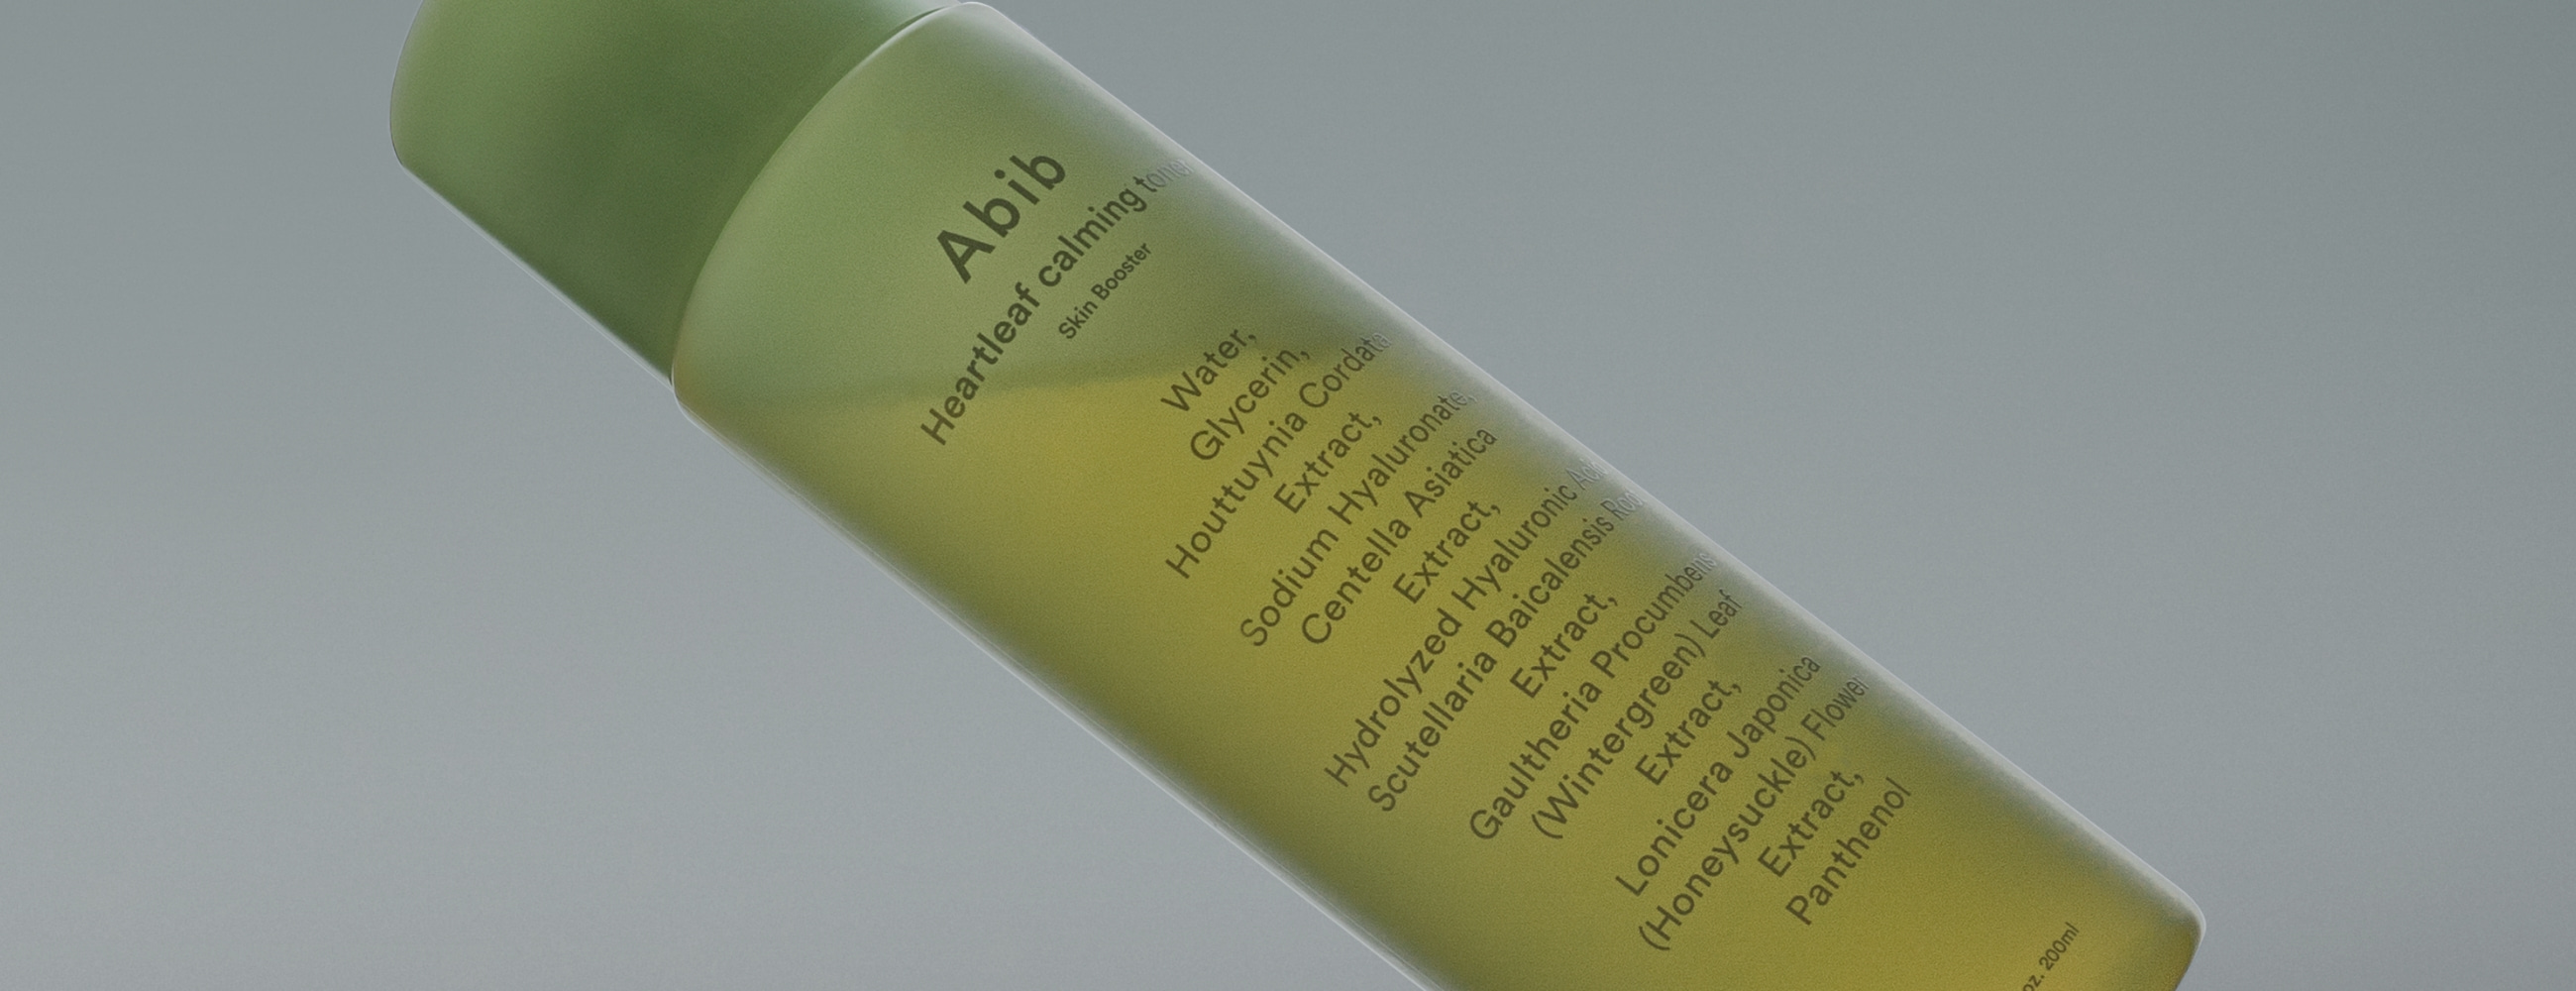 Abib
Heartleaf calming toner
Skin Booster
Water,
Glycerin,
Houttuynia Cordata
Extract,
Sodium Hyaluronate,
Centella Asiatica
Extract,
Hydrolyzed Hyaluronic Acid
Scutellaria Baicalensis Root
Extract,
Gaultheria Procumbens
(Wintergreen) Leaf
Extract,
Lonicera Japonica
(Honeysuckle) Flower
Extract,
Panthenol
oz. 200ml